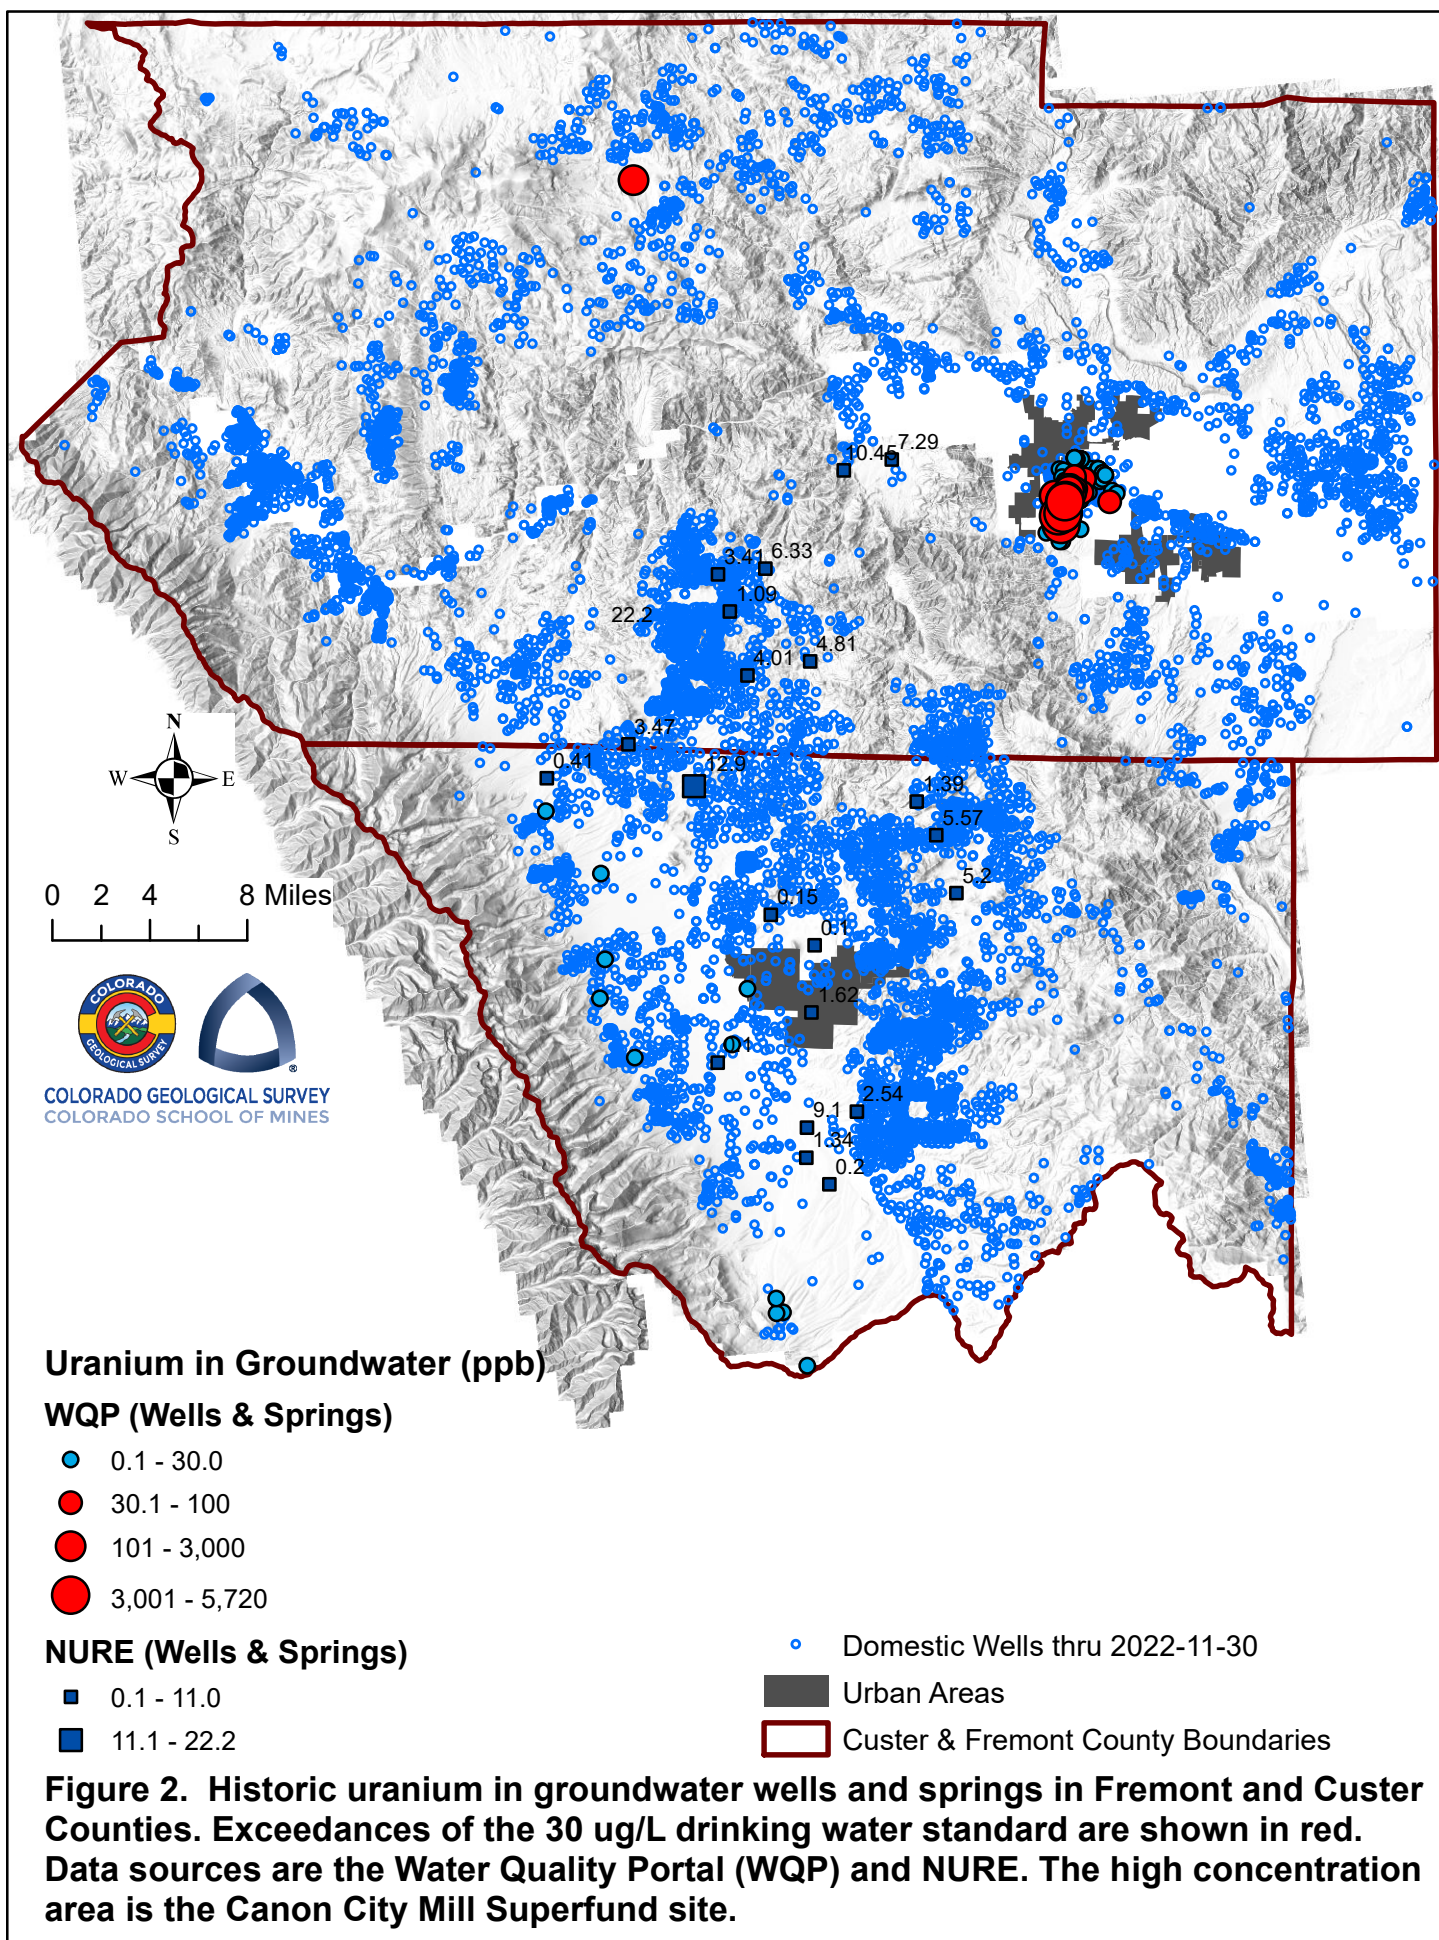 7.29
10.45
6.33
3.41
1.09
22.2
4.81
4.01
3.47
0.41
12.9
1.39
5.57
5.2
0.15
0.1
1.62
0.1
2.54
9.1
1.34
0.2
N
W
E
S
0 2 4 8 Miles
COLORADO
GEOLOGICAL SURVEY
®
COLORADO GEOLOGICAL SURVEY
COLORADO SCHOOL OF MINES
Uranium in Groundwater (ppb)
WQP (Wells & Springs)
0.1 - 30.0
30.1 - 100
101 - 3,000
3,001 - 5,720
NURE (Wells & Springs)
0.1 - 11.0
11.1 - 22.2
Domestic Wells thru 2022-11-30
Urban Areas
Custer & Fremont County Boundaries
Figure 2. Historic uranium in groundwater wells and springs in Fremont and Custer
Counties. Exceedances of the 30 ug/L drinking water standard are shown in red.
Data sources are the Water Quality Portal (WQP) and NURE. The high concentration
area is the Canon City Mill Superfund site.